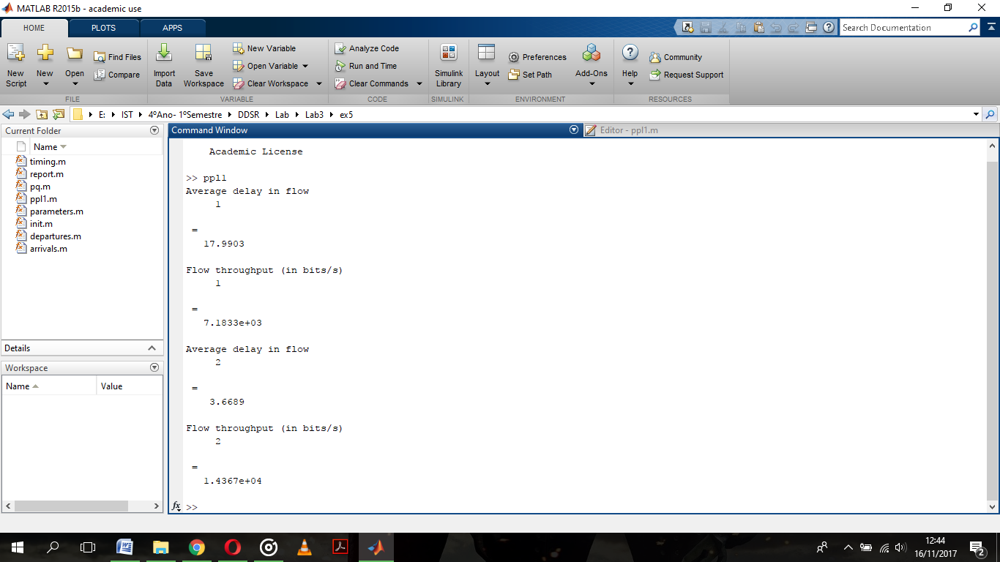 MATLAB R2015b - academic use
HOME PLOTS APPS
Search Documentation
New Script
New
Open
Find Files
Compare
Import Data
Save Workspace
New Variable
Open Variable
Clear Workspace
Analyze Code
Run and Time
Clear Commands
Simulink Library
Layout
Preferences
Set Path
Add-Ons
Help
Community
Request Support
FILE VARIABLE CODE SIMULINK ENVIRONMENT RESOURCES
E: IST 4ºAno- 1ºSemestre DDSR Lab Lab3 ex5
Current Folder
Name
timing.m
report.m
pq.m
ppl1.m
parameters.m
init.m
departures.m
arrivals.m
Details
Workspace
Name Value
Command Window
Editor - ppl1.m
Academic License
>> ppl1
Average delay in flow
1
=
17.9903
Flow throughput (in bits/s)
1
=
7.1833e+03
Average delay in flow
2
=
3.6689
Flow throughput (in bits/s)
2
=
1.4367e+04
fx >>
12:44
16/11/2017
2